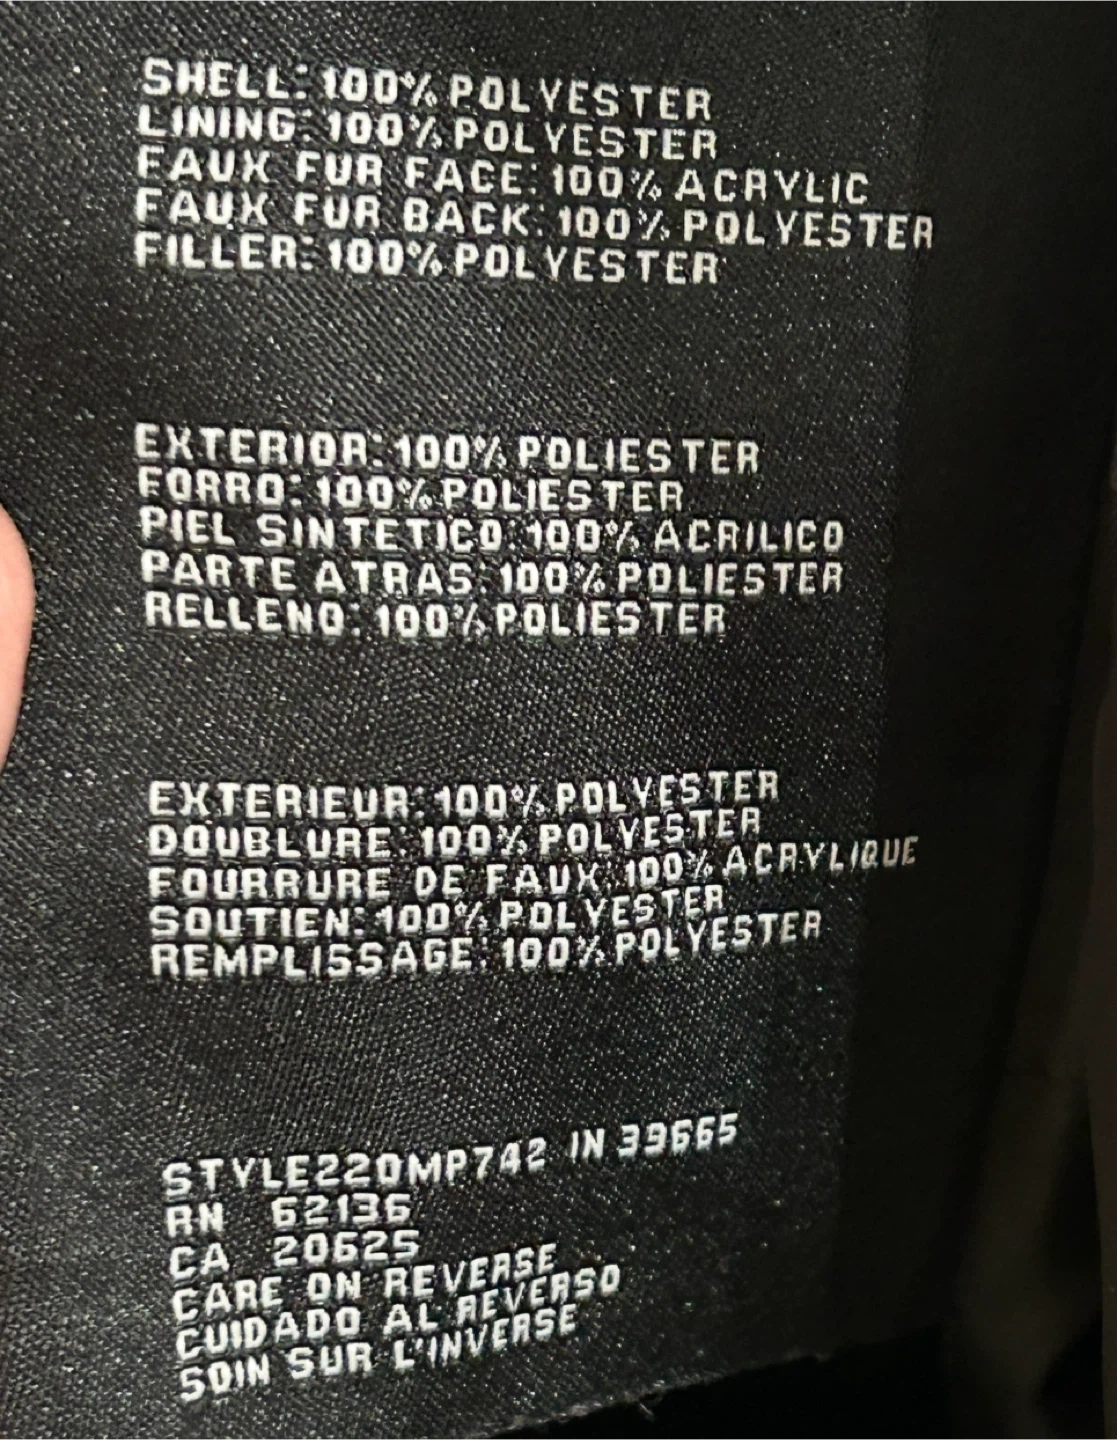 SHELL: 100% POLYESTER
LINING: 100% POLYESTER
FAUX FUR FACE: 100% ACRYLIC
FAUX FUR BACK: 100% POLYESTER
FILLER: 100% POLYESTER
EXTERIOR: 100% POLIESTER
FORRO: 100% POLIESTER
PIEL SINTETICO: 100% ACRILICO
PARTE ATRAS: 100% POLIESTER
RELLENO: 100% POLIESTER
EXTERIEUR: 100% POLYESTER
DOUBLURE: 100% POLYESTER
FOURRURE DE FAUX: 100% ACRYLIQUE
SOUTIEN: 100% POLYESTER
REMPLISSAGE: 100% POLYESTER
STYLE220MP742 IN 39665
RN 62136
CA 20625
CARE ON REVERSE
CUIDADO AL REVERSO
SOIN SUR L'INVERSE